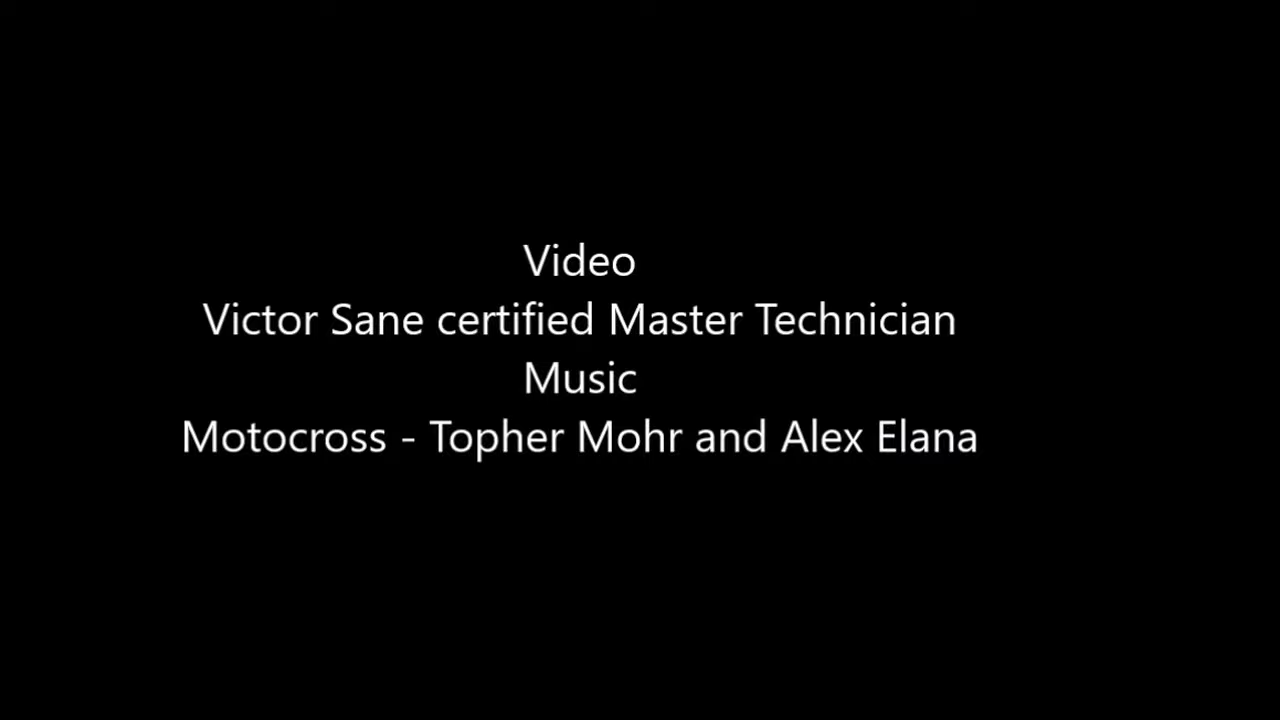 Video
Victor Sane certified Master Technician
Music
Motocross - Topher Mohr and Alex Elana